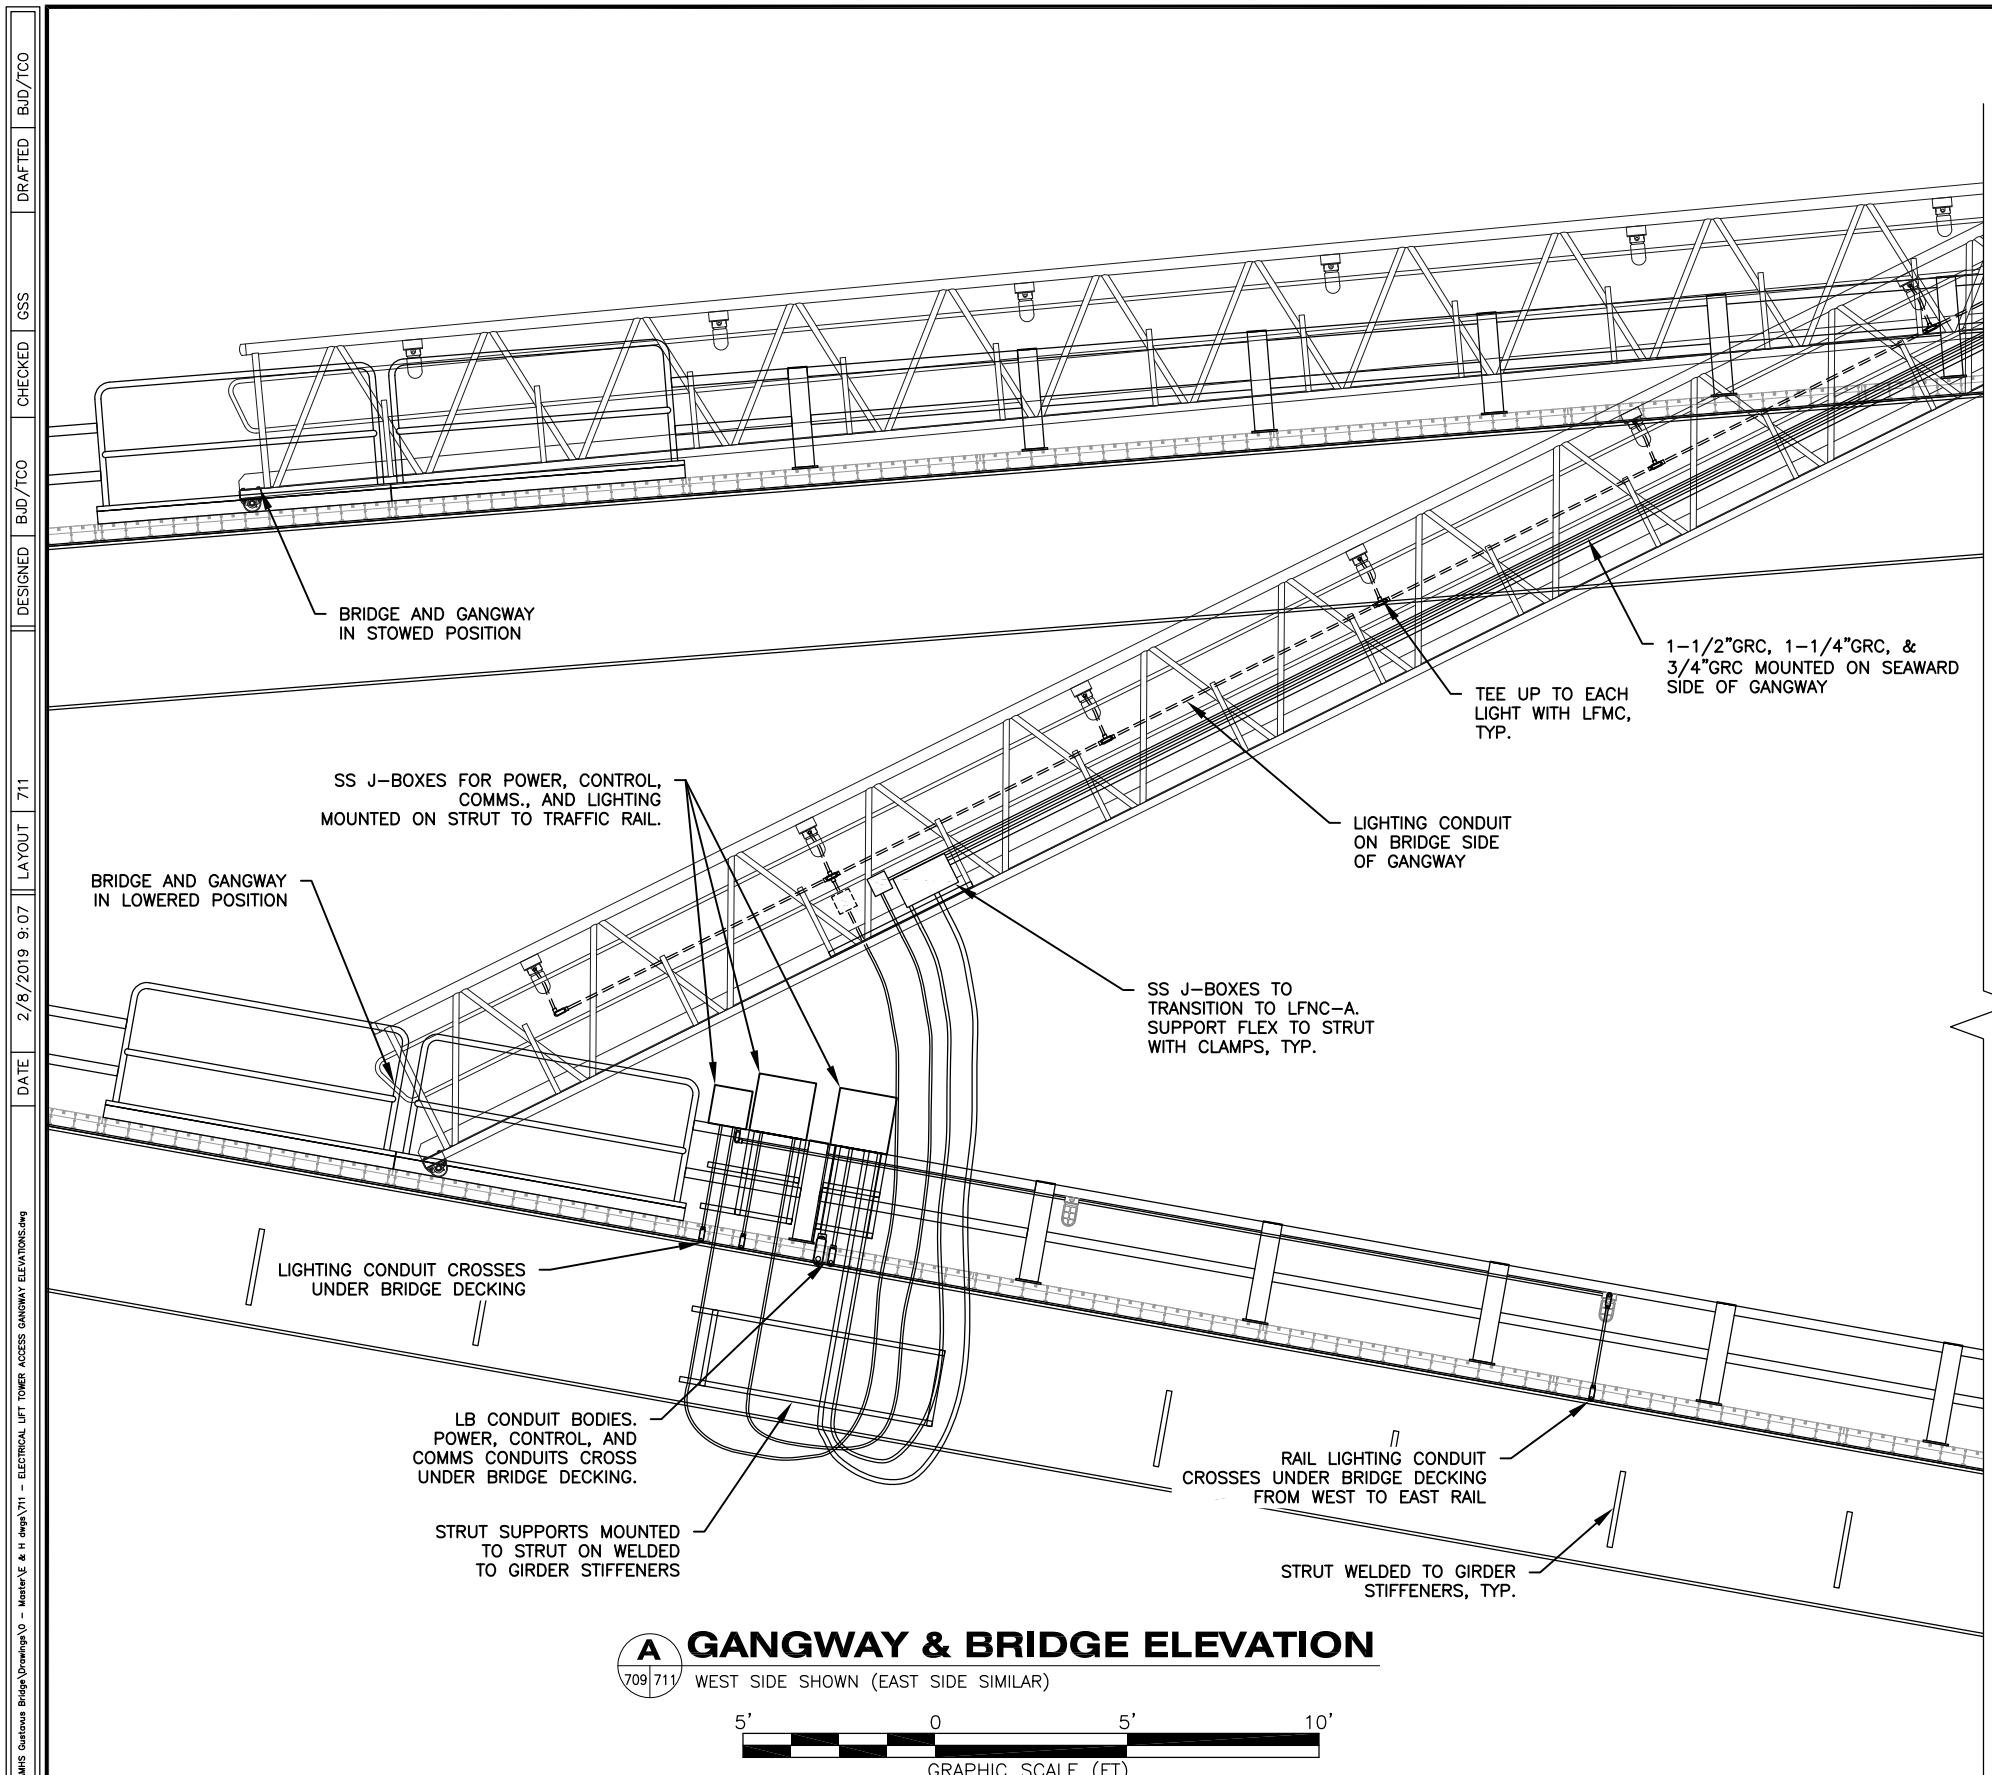 BRIDGE AND GANGWAY
IN STOWED POSITION
1-1/2"GRC, 1-1/4"GRC, &
3/4"GRC MOUNTED ON SEAWARD
SIDE OF GANGWAY
TEE UP TO EACH
LIGHT WITH LFMC,
TYP.
SS J-BOXES FOR POWER, CONTROL,
COMMS., AND LIGHTING
MOUNTED ON STRUT TO TRAFFIC RAIL.
LIGHTING CONDUIT
ON BRIDGE SIDE
OF GANGWAY
BRIDGE AND GANGWAY
IN LOWERED POSITION
SS J-BOXES TO
TRANSITION TO LFNC-A.
SUPPORT FLEX TO STRUT
WITH CLAMPS, TYP.
LIGHTING CONDUIT CROSSES
UNDER BRIDGE DECKING
LB CONDUIT BODIES.
POWER, CONTROL, AND
COMMS CONDUITS CROSS
UNDER BRIDGE DECKING.
RAIL LIGHTING CONDUIT
CROSSES UNDER BRIDGE DECKING
FROM WEST TO EAST RAIL
STRUT SUPPORTS MOUNTED
TO STRUT ON WELDED
TO GIRDER STIFFENERS
STRUT WELDED TO GIRDER
STIFFENERS, TYP.
A
709 711
GANGWAY & BRIDGE ELEVATION
WEST SIDE SHOWN (EAST SIDE SIMILAR)
5' 0 5' 10'
GRAPHIC SCALE (FT)
AMHS Gustavus Bridge\Drawings\0 - Master\E & H dwgs\711 - ELECTRICAL LIFT TOWER ACCESS GANGWAY ELEVATIONS.dwg
DATE 2/8/2019 9:07 LAYOUT 711
DESIGNED BJD/TCO CHECKED GSS DRAFTED BJD/TCO